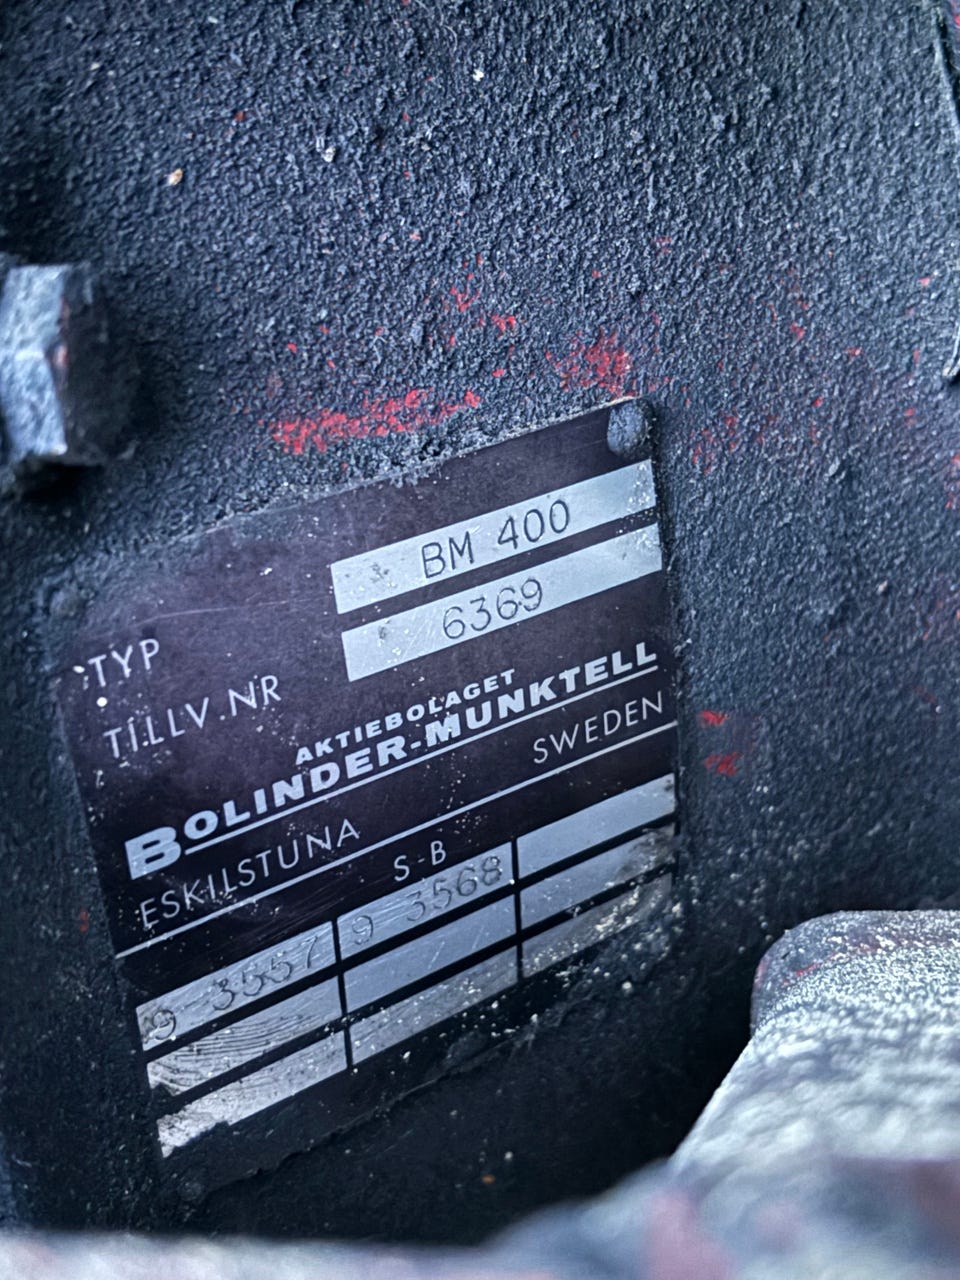 TYP BM 400
TILLV.NR 6369
AKTIEBOLAGET
BOLINDER-MUNKTELL
ESKILSTUNA SWEDEN
S-B
9 3557 9 3568